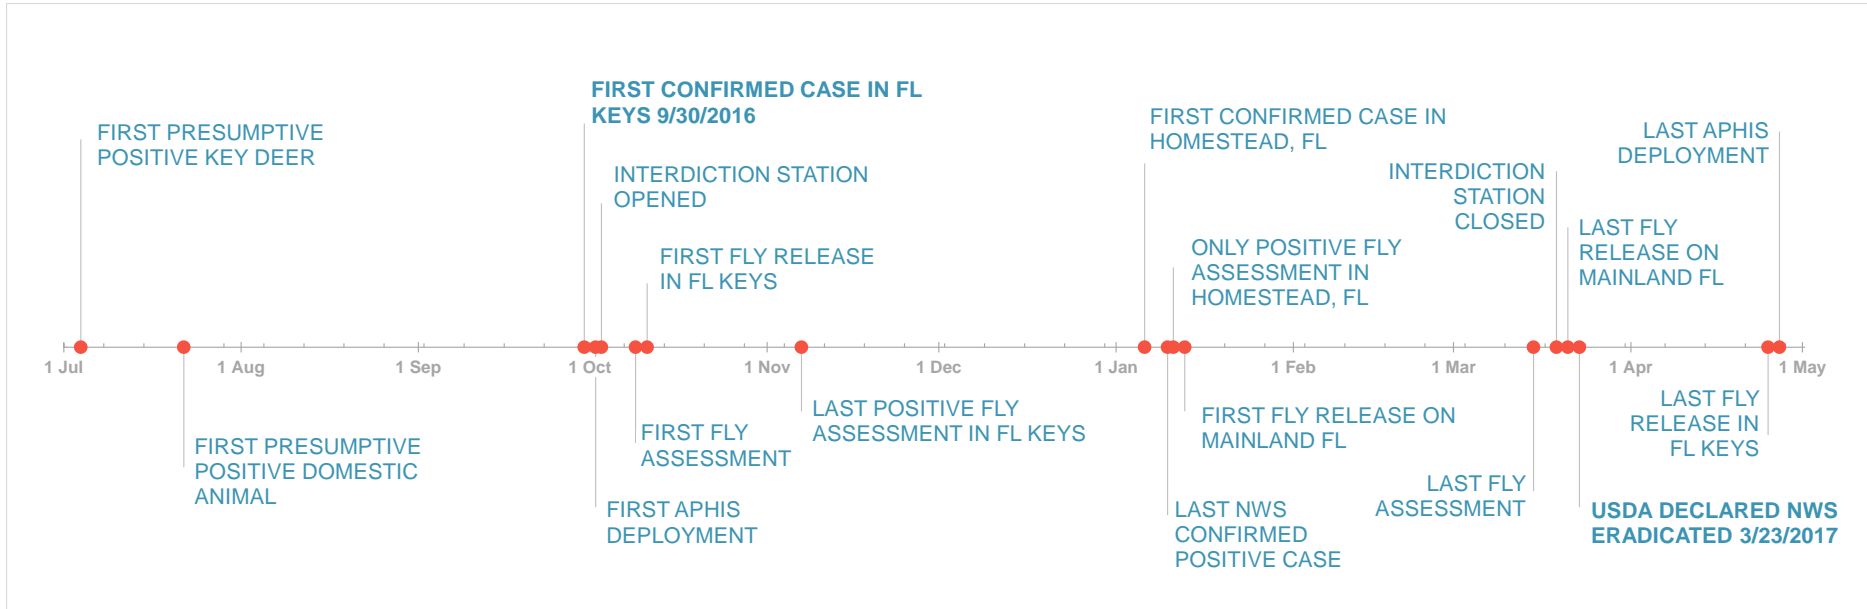 FIRST PRESUMPTIVE
POSITIVE KEY DEER
FIRST CONFIRMED CASE IN FL
KEYS 9/30/2016
INTERDICTION STATION
OPENED
FIRST FLY RELEASE
IN FL KEYS
FIRST CONFIRMED CASE IN
HOMESTEAD, FL
ONLY POSITIVE FLY
ASSESSMENT IN
HOMESTEAD, FL
INTERDICTION
STATION
CLOSED
LAST FLY
RELEASE ON
MAINLAND FL
LAST APHIS
DEPLOYMENT
1 Jul
1 Aug
1 Sep
1 Oct
1 Nov
1 Dec
1 Jan
1 Feb
1 Mar
1 Apr
1 May
FIRST PRESUMPTIVE
POSITIVE DOMESTIC
ANIMAL
FIRST APHIS
DEPLOYMENT
FIRST FLY
ASSESSMENT
LAST POSITIVE FLY
ASSESSMENT IN FL KEYS
LAST NWS
CONFIRMED
POSITIVE CASE
FIRST FLY RELEASE ON
MAINLAND FL
LAST FLY
ASSESSMENT
USDA DECLARED NWS
ERADICATED 3/23/2017
LAST FLY
RELEASE IN
FL KEYS